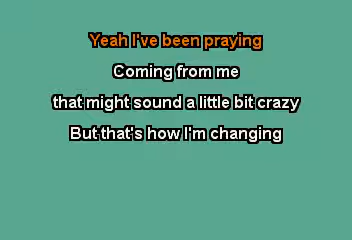 Yeah I've been praying
Coming from me
that might sound a little bit crazy
But that's how I'm changing